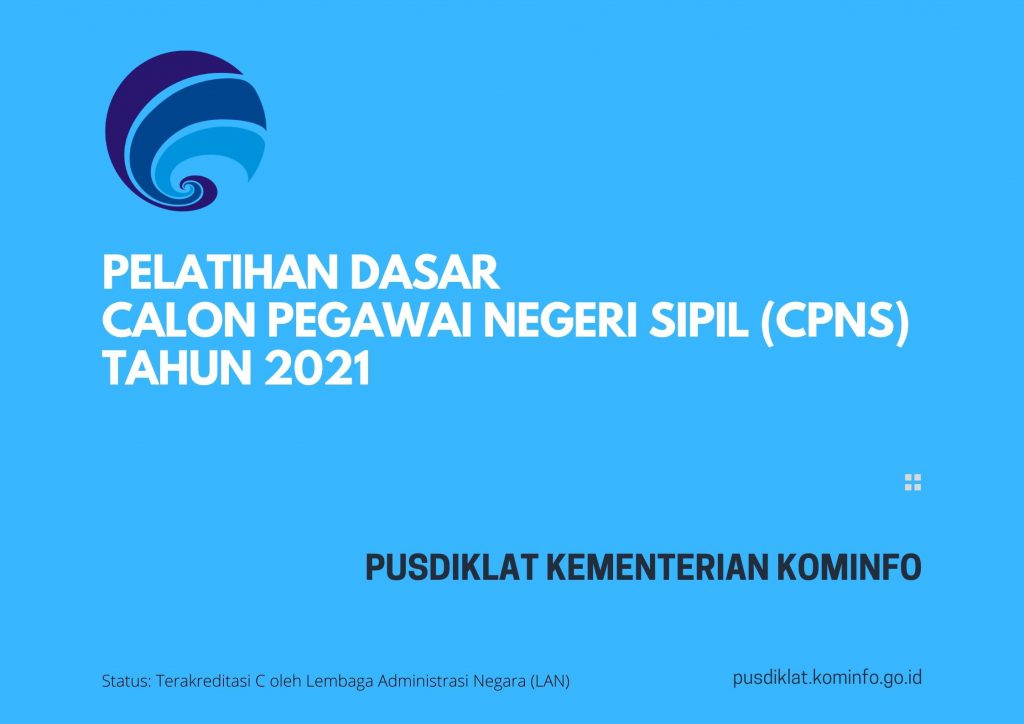 PELATIHAN DASAR
CALON PEGAWAI NEGERI SIPIL (CPNS)
TAHUN 2021
PUSDIKLAT KEMENTERIAN KOMINFO
Status: Terakreditasi C oleh Lembaga Administrasi Negara (LAN)
pusdiklat.kominfo.go.id